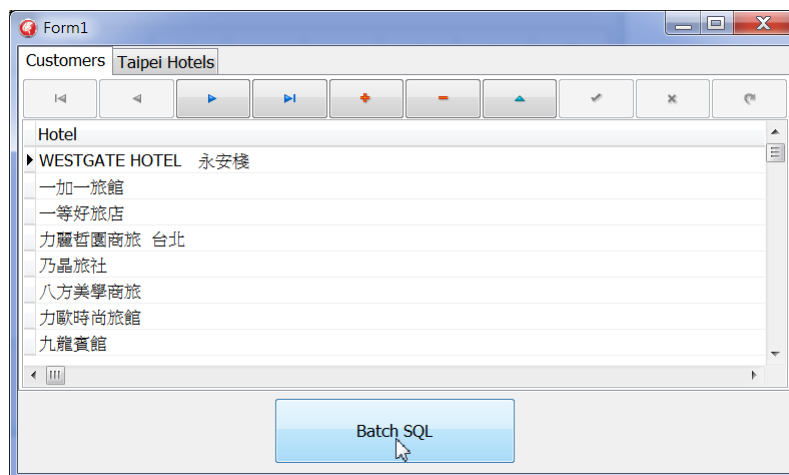 Form1
Customers Taipei Hotels
Hotel
WESTGATE HOTEL 永安棧
一加一旅館
一等好旅店
力麗哲園商旅 台北
乃晶旅社
八方美學商旅
力歐時尚旅館
九龍賓館
Batch SQL